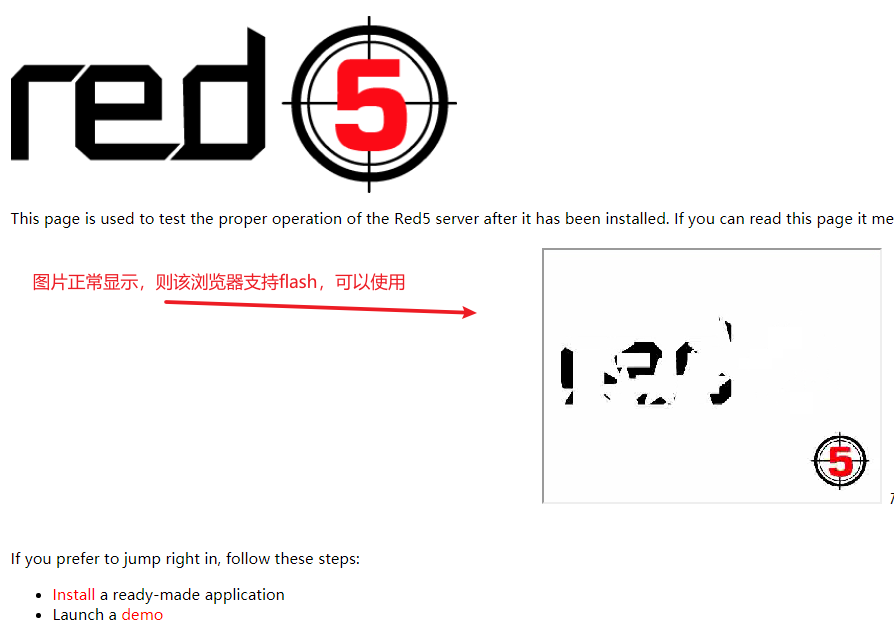 red 5
This page is used to test the proper operation of the Red5 server after it has been installed. If you can read this page it
图片正常显示，则该浏览器支持flash，可以使用
red
5
If you prefer to jump right in, follow these steps:
Install a ready-made application
Launch a demo